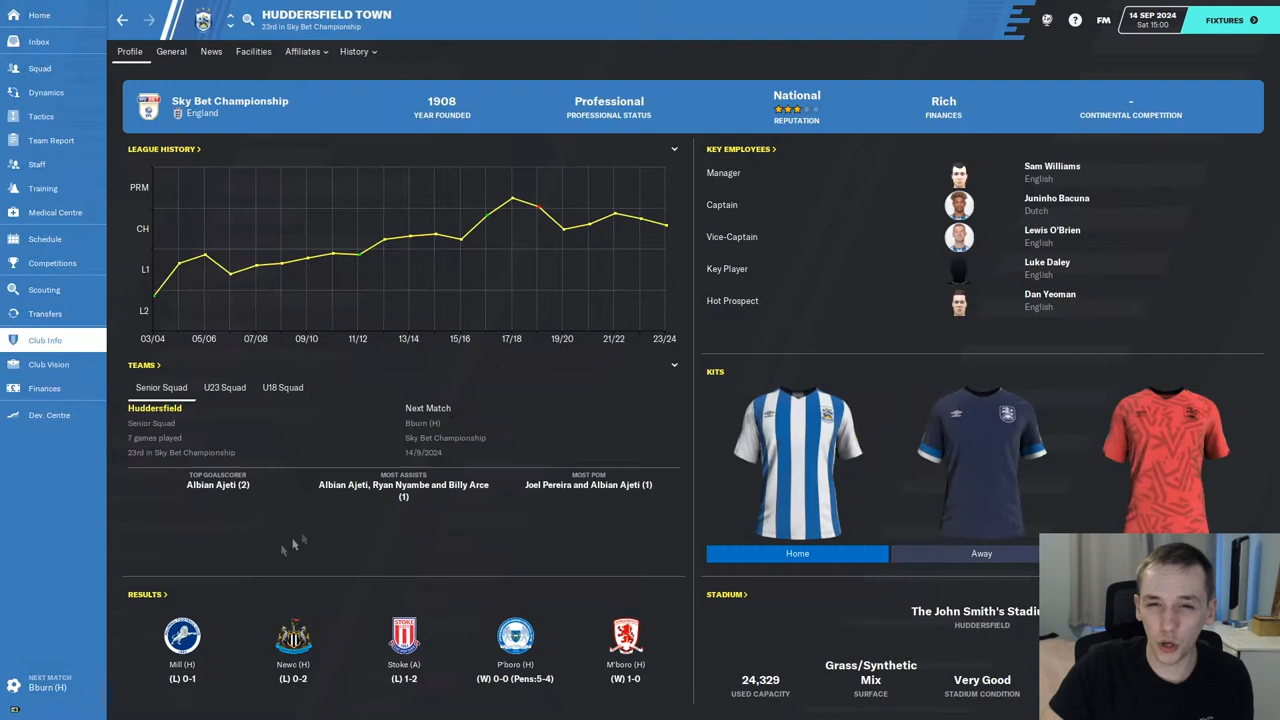 Home
Inbox
Squad
Dynamics
Tactics
Team Report
Staff
Training
Medical Centre
Schedule
Competitions
Scouting
Transfers
Club Info
Club Vision
Finances
Dev. Centre
NEXT MATCH
Bburn (H)
HUDDERSFIELD TOWN
23rd in Sky Bet Championship
FM
14 SEP 2024
Sat 15:00
FIXTURES
Profile General News Facilities Affiliates History
Sky Bet Championship
England
1908
YEAR FOUNDED
Professional
PROFESSIONAL STATUS
National
REPUTATION
Rich
FINANCES
-
CONTINENTAL COMPETITION
LEAGUE HISTORY
PRM
CH
L1
L2
03/04 05/06 07/08 09/10 11/12 13/14 15/16 17/18 19/20 21/22 23/24
TEAMS
Senior Squad U23 Squad U18 Squad
Huddersfield
Senior Squad
7 games played
23rd in Sky Bet Championship
Next Match
Bburn (H)
Sky Bet Championship
14/9/2024
TOP GOALSCORER
Albian Ajeti (2)
MOST ASSISTS
Albian Ajeti, Ryan Nyambe and Billy Arce
(1)
MOST POM
Joel Pereira and Albian Ajeti (1)
RESULTS
Mill (H)
(L) 0-1
Newc (H)
(L) 0-2
Stoke (A)
(L) 1-2
P'boro (H)
(W) 0-0 (Pens:5-4)
M'boro (H)
(W) 1-0
KEY EMPLOYEES
Manager
Sam Williams
English
Captain
Juninho Bacuna
Dutch
Vice-Captain
Lewis O'Brien
English
Key Player
Luke Daley
English
Hot Prospect
Dan Yeoman
English
KITS
Home
Away
STADIUM
The John Smith's Stadi
HUDDERSFIELD
24,329
USED CAPACITY
Grass/Synthetic
Mix
SURFACE
Very Good
STADIUM CONDITION